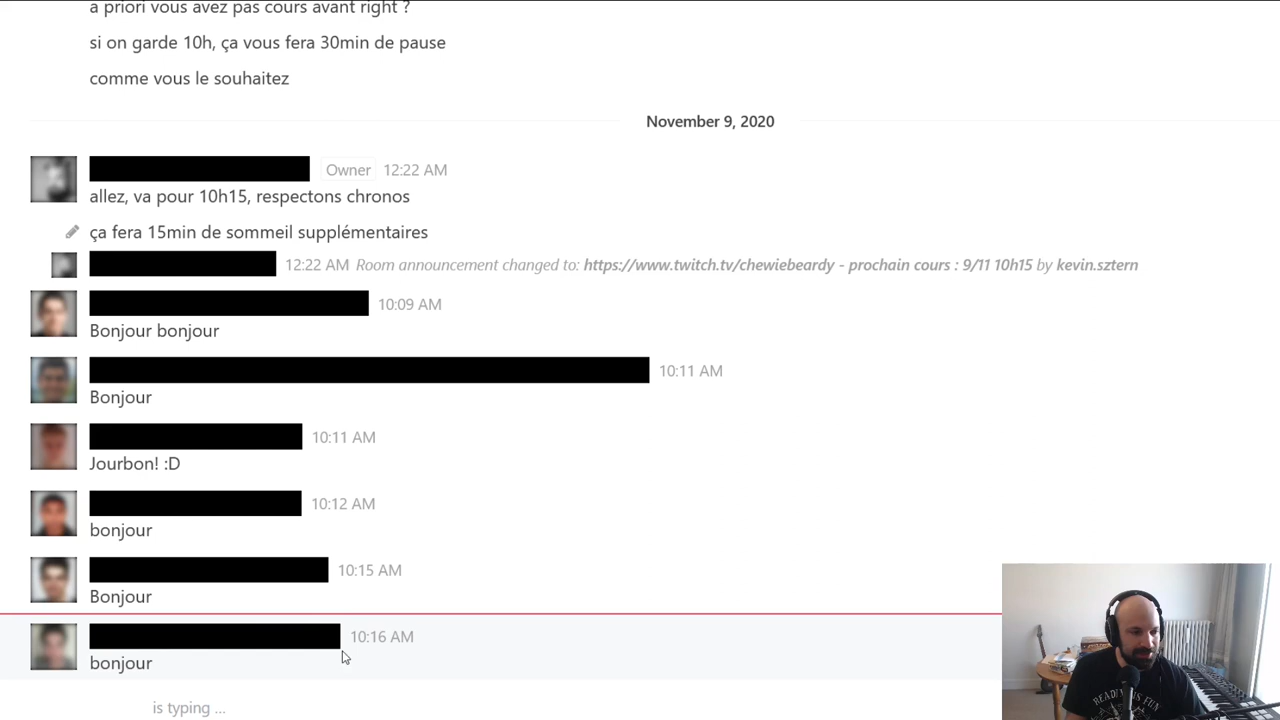 a priori vous avez pas cours avant right ?
si on garde 10h, ça vous fera 30min de pause
comme vous le souhaitez
November 9, 2020
Owner 12:22 AM
allez, va pour 10h15, respectons chronos
ça fera 15min de sommeil supplémentaires
12:22 AM Room announcement changed to: https://www.twitch.tv/chewiebeardy - prochain cours : 9/11 10h15 by kevin.sztern
10:09 AM
Bonjour bonjour
10:11 AM
Bonjour
10:11 AM
Jourbon! :D
10:12 AM
bonjour
10:15 AM
Bonjour
10:16 AM
bonjour
is typing ...
READING IS FUN